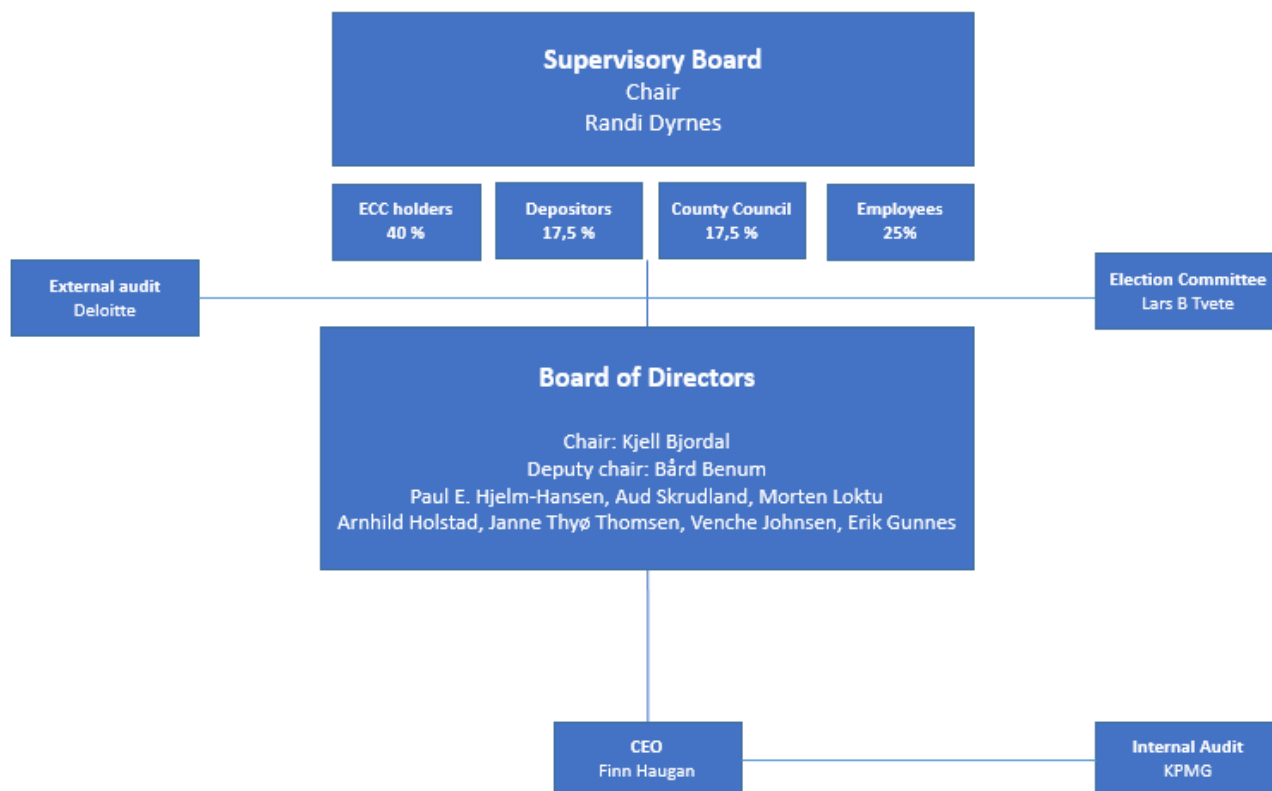 Supervisory Board
Chair
Randi Dyrnes
ECC holders
40 %
Depositors
17,5 %
County Council
17,5 %
Employees
25%
External audit
Deloitte
Election Committee
Lars B Tvete
Board of Directors
Chair: Kjell Bjordal
Deputy chair: Bård Benum
Paul E. Hjelm-Hansen, Aud Skrudland, Morten Loktu
Arnhild Holstad, Janne Thyø Thomsen, Venche Johnsen, Erik Gunnes
CEO
Finn Haugan
Internal Audit
KPMG